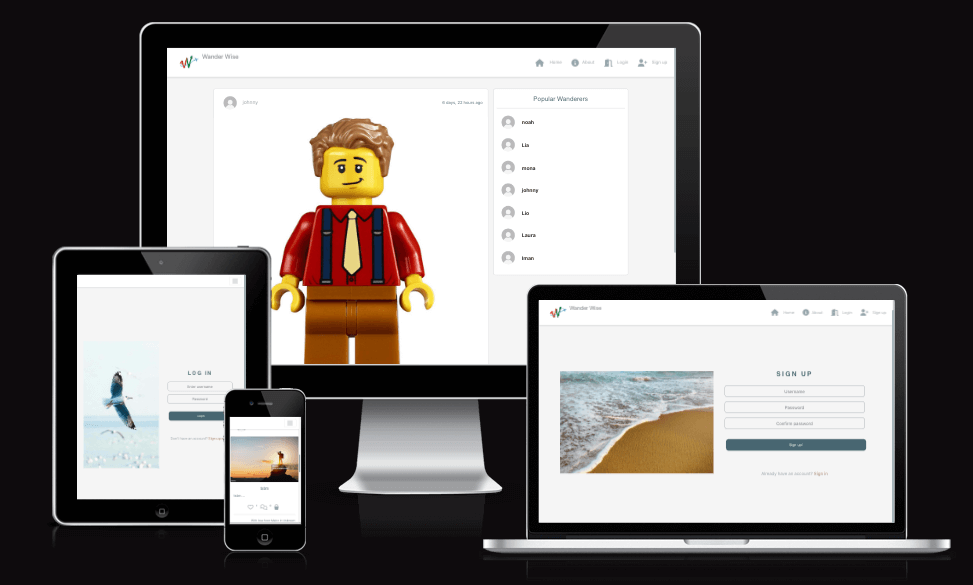 Wander Wise
Home
About
Login
Sign up
johnny
6 days, 22 hours ago
Popular Wanderers
noah
Lia
mona
johnny
Lio
Laura
Iman
LOG IN
Enter username
Password
Don't have an account? Sign up
Wander Wise
Home
About
Login
Sign up
SIGN UP
Username
Password
Confirm password
Sign up!
Already have an account? Sign in